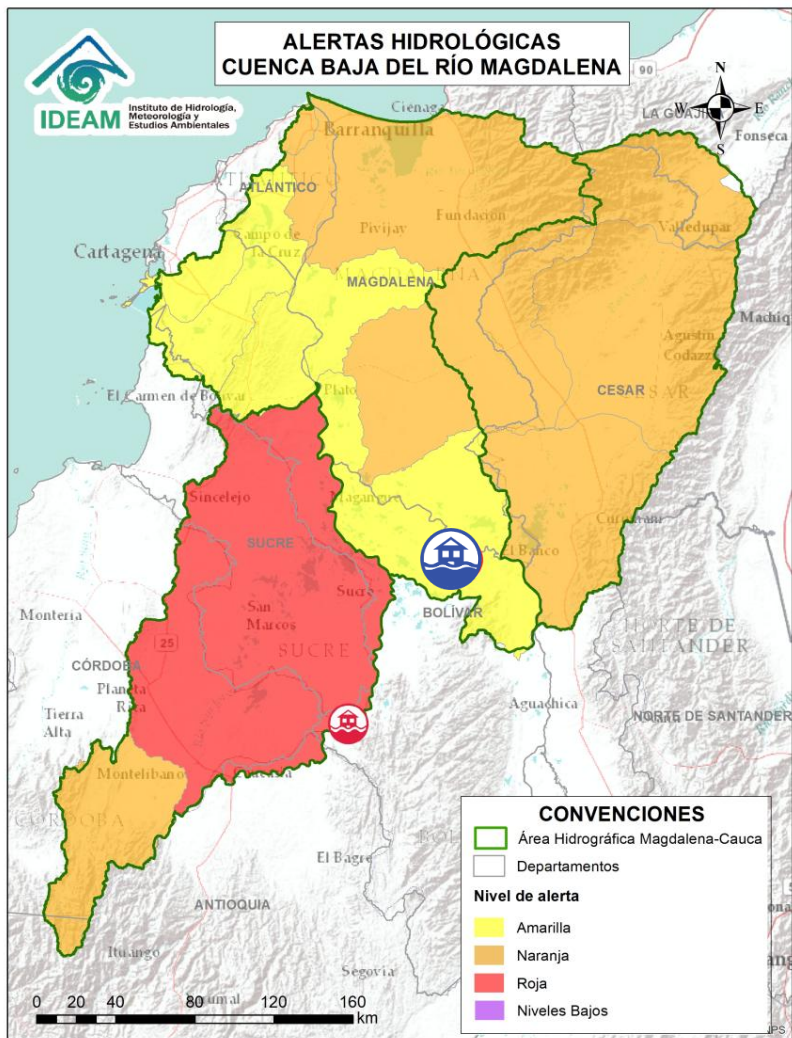 ALERTAS HIDROLÓGICAS
CUENCA BAJA DEL RÍO MAGDALENA
IDEAM
Instituto de Hidrología,
Meteorología y
Estudios Ambientales
N
W
E
S
90
Ciénaga
LA GUAJIRA
Fonseca
Barranquilla
ATLÁNTICO
Valledupar
Pivijay
Fundación
Campo de
la Cruz
Cartagena
MAGDALENA
Agustín
Codazzi
CESAR
El Carmen de Bolívar
Plato
Sincelejo
Magangué
SUCRE
El Banco
Sucre
BOLÍVAR
San
Marcos
SUCRE
Montería
25
CÓRDOBA
Planeta
Rica
Tierra
Alta
NORTE DE
SANTANDER
Aguachica
NORTE DE SANTANDER
Montelíbano
CÓRDOBA
El Bagre
ANTIOQUIA
Ituango
Segovia
CONVENCIONES
Área Hidrográfica Magdalena-Cauca
Departamentos
Nivel de alerta
Amarilla
Naranja
Roja
Niveles Bajos
0 20 40 80 120 160
km